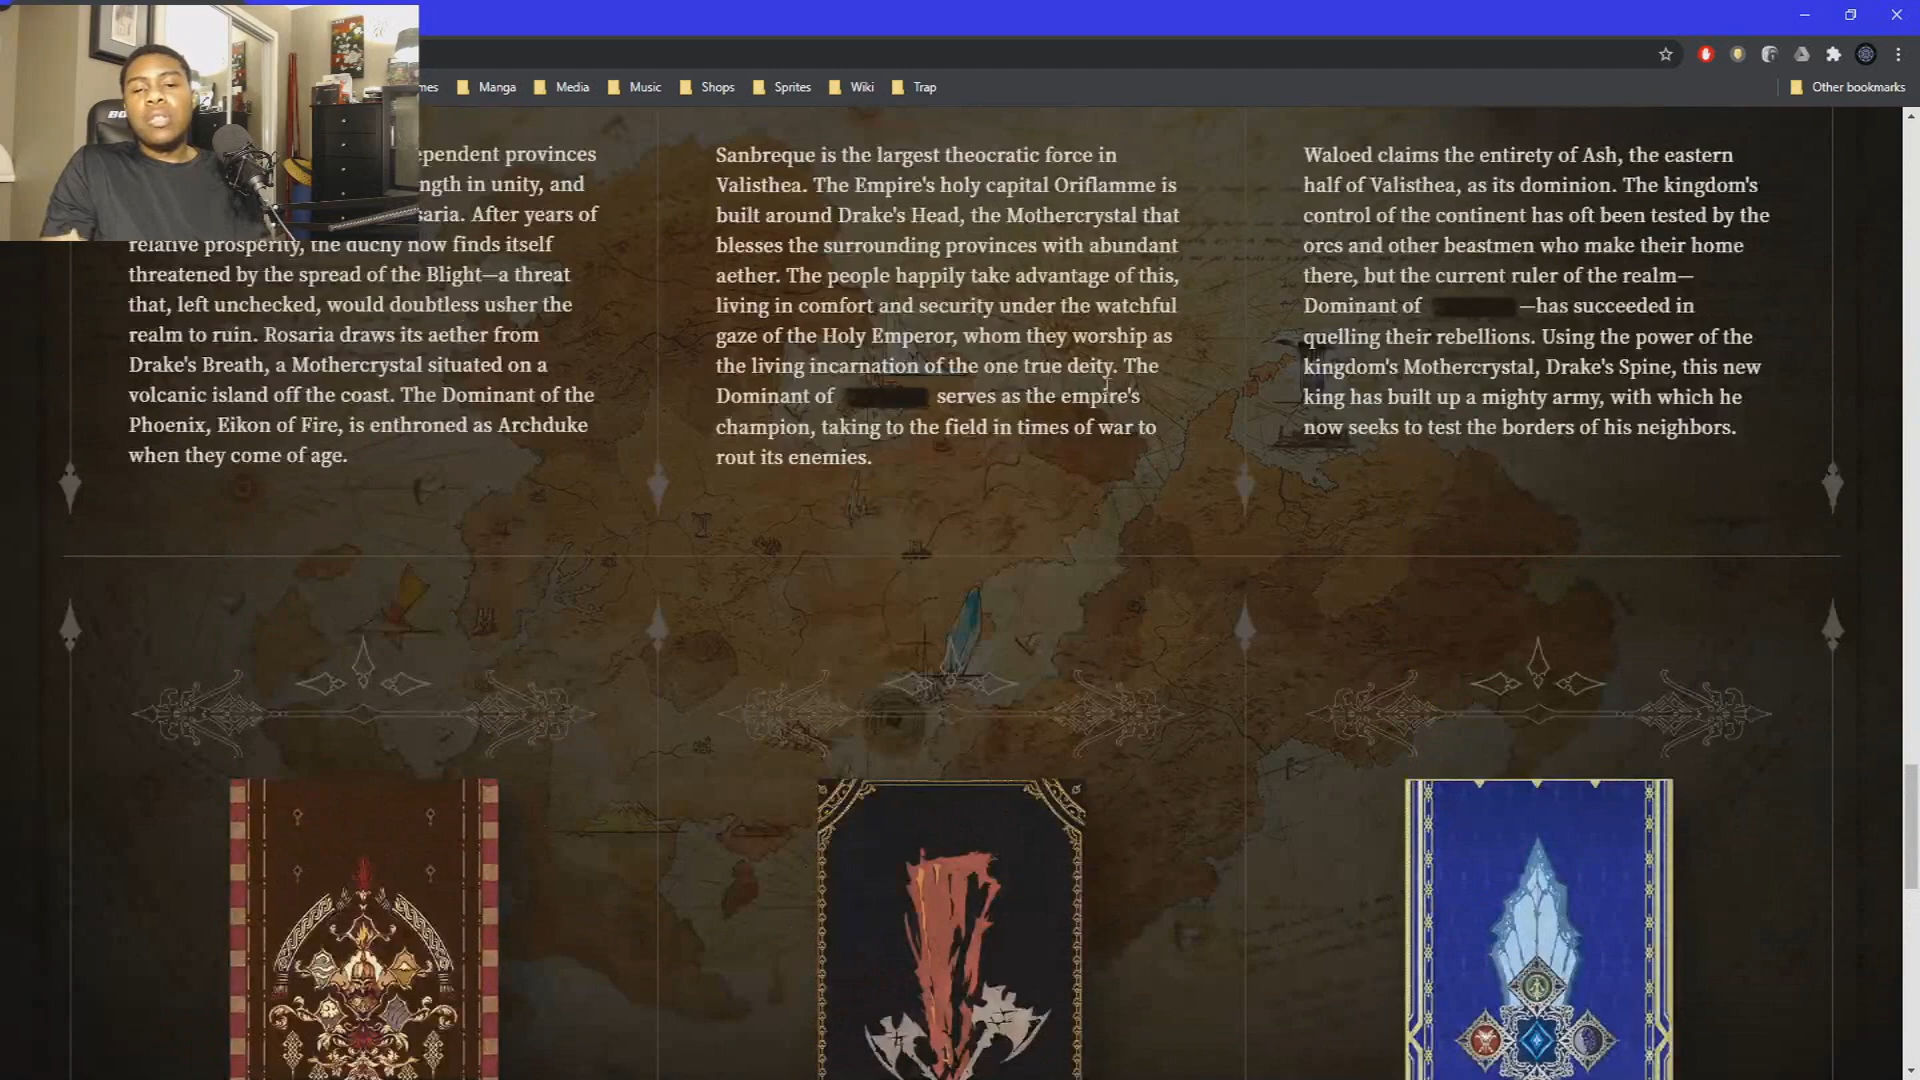 Manga
Media
Music
Shops
Sprites
Wiki
Trap
Other bookmarks
provinces
in unity, and
After years of
relative prosperity, the duchy now finds itself
threatened by the spread of the Blight—a threat
that, left unchecked, would doubtless usher the
realm to ruin. Rosaria draws its aether from
Drake's Breath, a Mothercrystal situated on a
volcanic island off the coast. The Dominant of the
Phoenix, Eikon of Fire, is enthroned as Archduke
when they come of age.
Sanbreque is the largest theocratic force in
Valisthea. The Empire's holy capital Oriflamme is
built around Drake's Head, the Mothercrystal that
blesses the surrounding provinces with abundant
aether. The people happily take advantage of this,
living in comfort and security under the watchful
gaze of the Holy Emperor, whom they worship as
the living incarnation of the one true deity. The
Dominant of serves as the empire's
champion, taking to the field in times of war to
rout its enemies.
Waloed claims the entirety of Ash, the eastern
half of Valisthea, as its dominion. The kingdom's
control of the continent has oft been tested by the
orcs and other beastmen who make their home
there, but the current ruler of the realm—
Dominant of —has succeeded in
quelling their rebellions. Using the power of the
kingdom's Mothercrystal, Drake's Spine, this new
king has built up a mighty army, with which he
now seeks to test the borders of his neighbors.